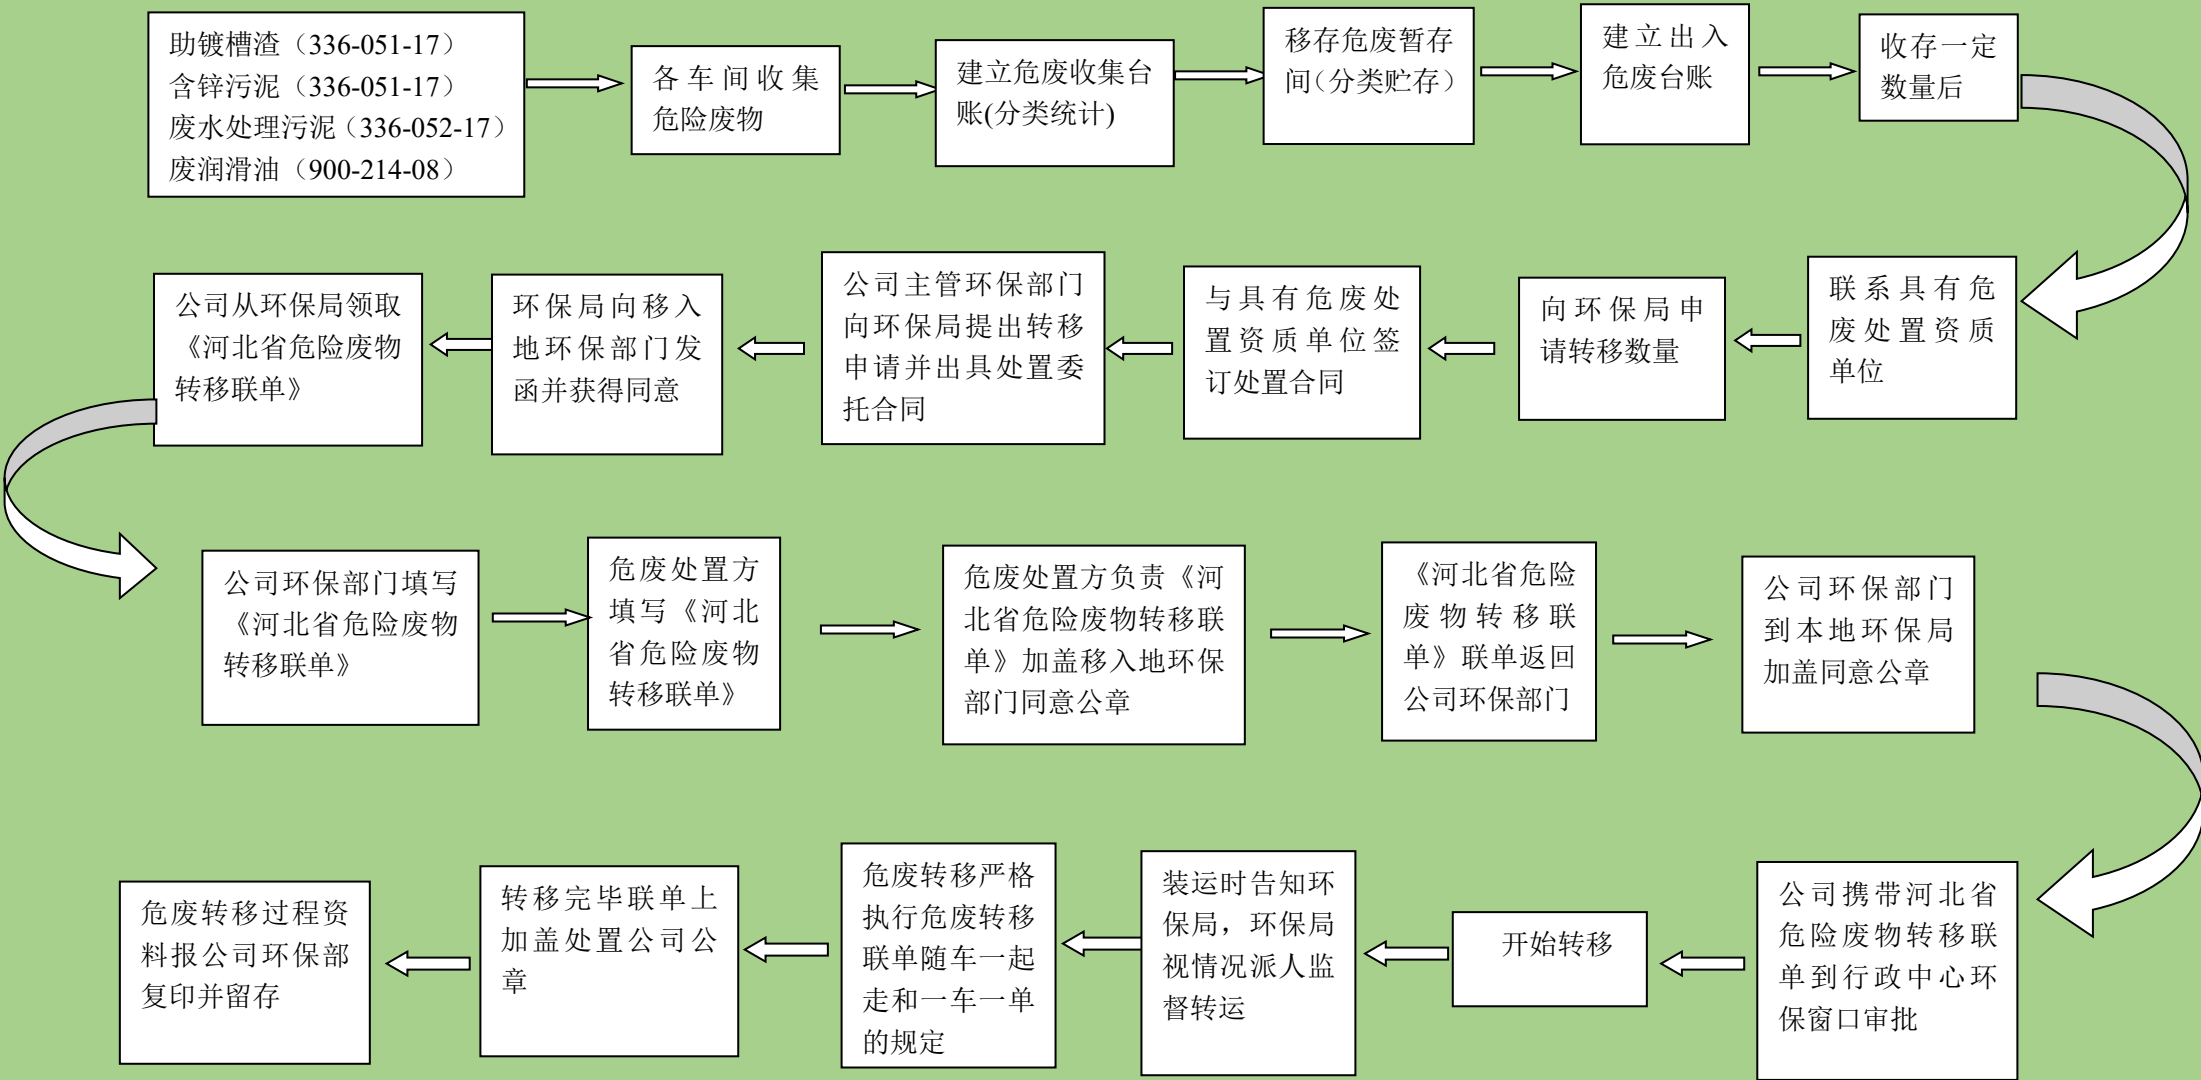 助镀槽渣（336-051-17）
含锌污泥（336-051-17）
废水处理污泥（336-052-17）
废润滑油（900-214-08）
各车间收集
危险废物
建立危废收集台
账(分类统计)
移存危废暂存
间（分类贮存）
建立出入
危废台账
收存一定
数量后
联系具有危
废处置资质
单位
向环保局申
请转移数量
与具有危废处
置资质单位签
订处置合同
公司主管环保部门
向环保局提出转移
申请并出具处置委
托合同
环保局向移入
地环保部门发
函并获得同意
公司从环保局领取
《河北省危险废物
转移联单》
公司环保部门填写
《河北省危险废物
转移联单》
危废处置方
填写《河北
省危险废物
转移联单》
危废处置方负责《河
北省危险废物转移联
单》加盖移入地环保
部门同意公章
《河北省危险
废物转移联
单》联单返回
公司环保部门
公司环保部门
到本地环保局
加盖同意公章
公司携带河北省
危险废物转移联
单到行政中心环
保窗口审批
开始转移
装运时告知环
保局，环保局
视情况派人监
督转运
危废转移严格
执行危废转移
联单随车一起
走和一车一单
的规定
转移完毕联单上
加盖处置公司公
章
危废转移过程资
料报公司环保部
复印并留存